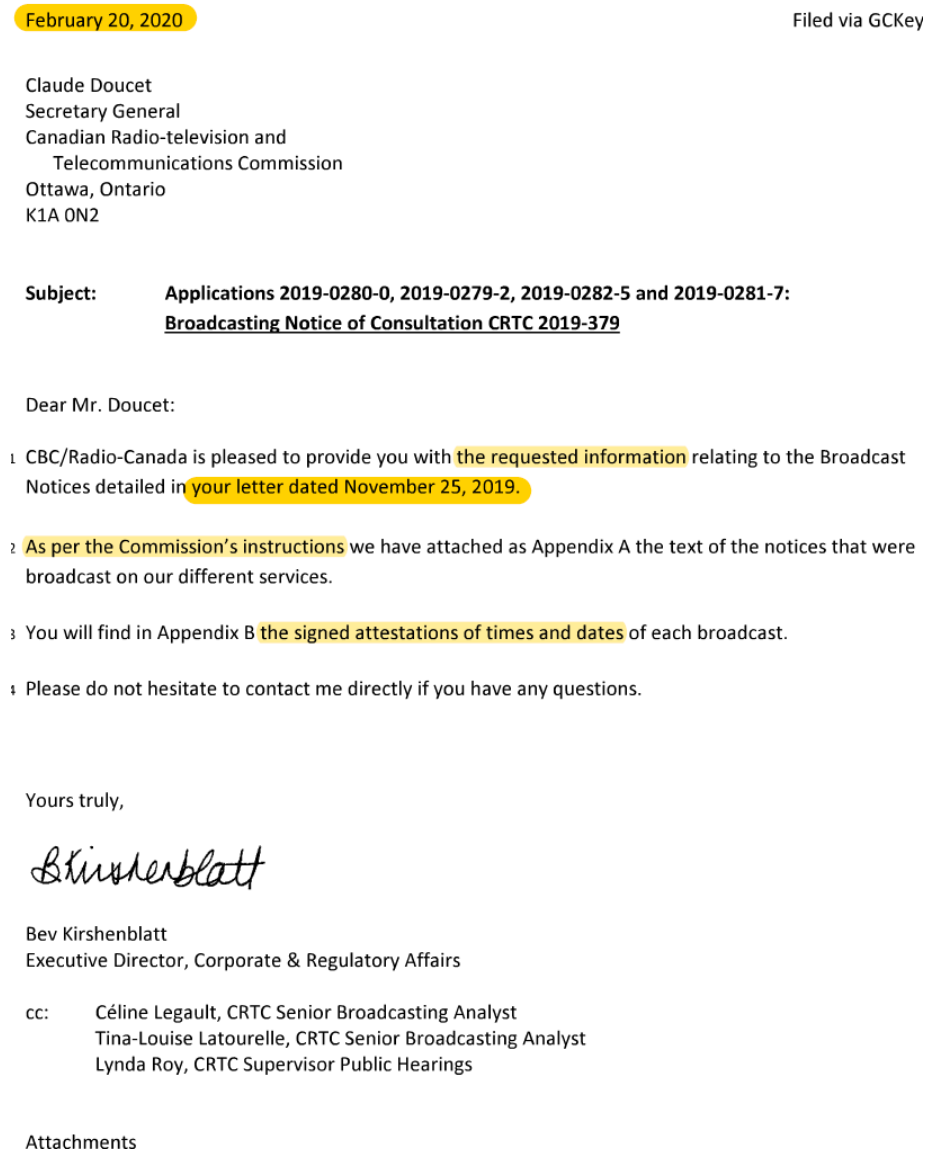 February 20, 2020 Filed via GCKey
Claude Doucet
Secretary General
Canadian Radio-television and
Telecommunications Commission
Ottawa, Ontario
K1A 0N2
Subject: Applications 2019-0280-0, 2019-0279-2, 2019-0282-5 and 2019-0281-7:
Broadcasting Notice of Consultation CRTC 2019-379
Dear Mr. Doucet:
1 CBC/Radio-Canada is pleased to provide you with the requested information relating to the Broadcast
Notices detailed in your letter dated November 25, 2019.
2 As per the Commission's instructions we have attached as Appendix A the text of the notices that were
broadcast on our different services.
3 You will find in Appendix B the signed attestations of times and dates of each broadcast.
4 Please do not hesitate to contact me directly if you have any questions.
Yours truly,
BKirshenblatt
Bev Kirshenblatt
Executive Director, Corporate & Regulatory Affairs
cc: Céline Legault, CRTC Senior Broadcasting Analyst
Tina-Louise Latourelle, CRTC Senior Broadcasting Analyst
Lynda Roy, CRTC Supervisor Public Hearings
Attachments